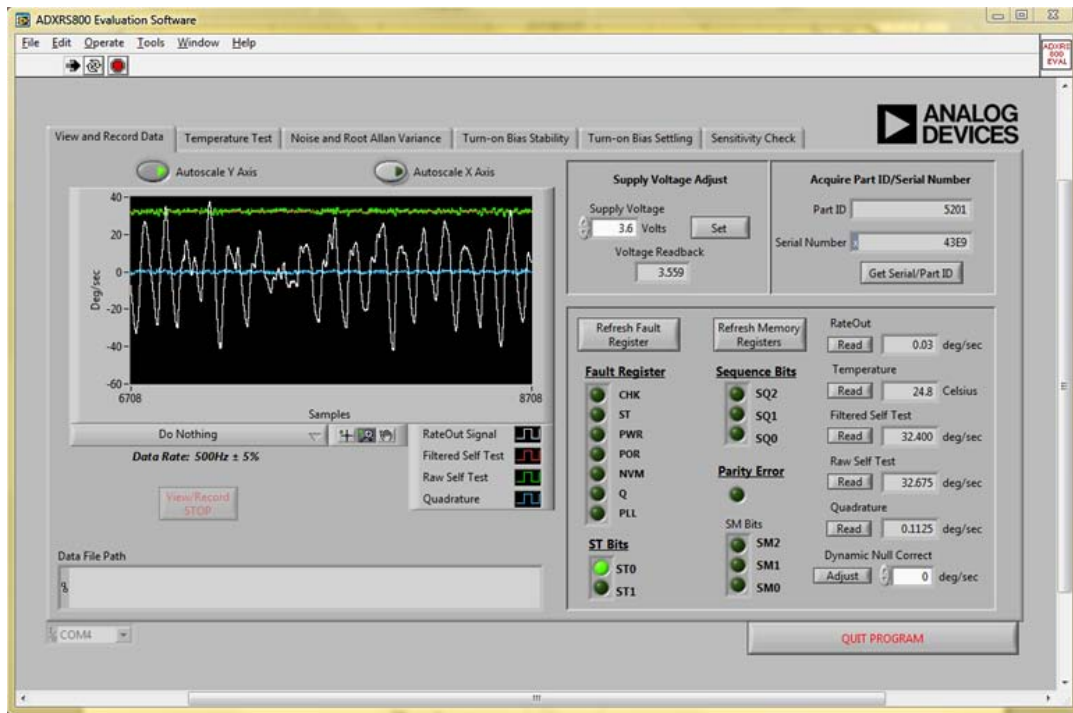 ADXRS800 Evaluation Software
File Edit Operate Tools Window Help
ADXRS
800
EVAL
ANALOG
DEVICES
View and Record Data Temperature Test Noise and Root Allan Variance Turn-on Bias Stability Turn-on Bias Settling Sensitivity Check
Autoscale Y Axis Autoscale X Axis
40
20
0
-20
-40
-60
Deg/sec
6708 8708
Samples
Do Nothing
Data Rate: 500Hz ± 5%
RateOut Signal
Filtered Self Test
Raw Self Test
Quadrature
View/Record
STOP
Data File Path
COM4
Supply Voltage Adjust
Supply Voltage
3.6 Volts Set
Voltage Readback
3.559
Acquire Part ID/Serial Number
Part ID 5201
Serial Number 43E9
Get Serial/Part ID
Refresh Fault
Register
Refresh Memory
Registers
Fault Register
CHK
ST
PWR
POR
NVM
Q
PLL
ST Bits
ST0
ST1
Sequence Bits
SQ2
SQ1
SQ0
Parity Error
SM Bits
SM2
SM1
SM0
RateOut
Read 0.03 deg/sec
Temperature
Read 24.8 Celsius
Filtered Self Test
Read 32.400 deg/sec
Raw Self Test
Read 32.675 deg/sec
Quadrature
Read 0.1125 deg/sec
Dynamic Null Correct
Adjust 0 deg/sec
QUIT PROGRAM